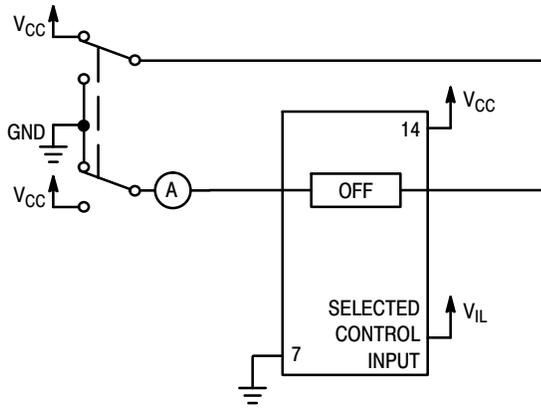 VCC
VCC
14
GND
VCC
A
OFF
SELECTED
CONTROL
INPUT
VIL
7